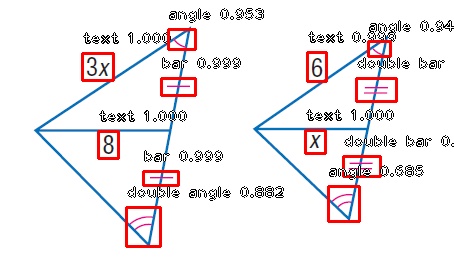 angle 0.953
angle 0.94
text 1.000
text 0.999
bar 0.999
double bar
3x
6
text 1.000
text 1.000
8
x
double bar 0.
bar 0.999
angle 0.685
double angle 0.882